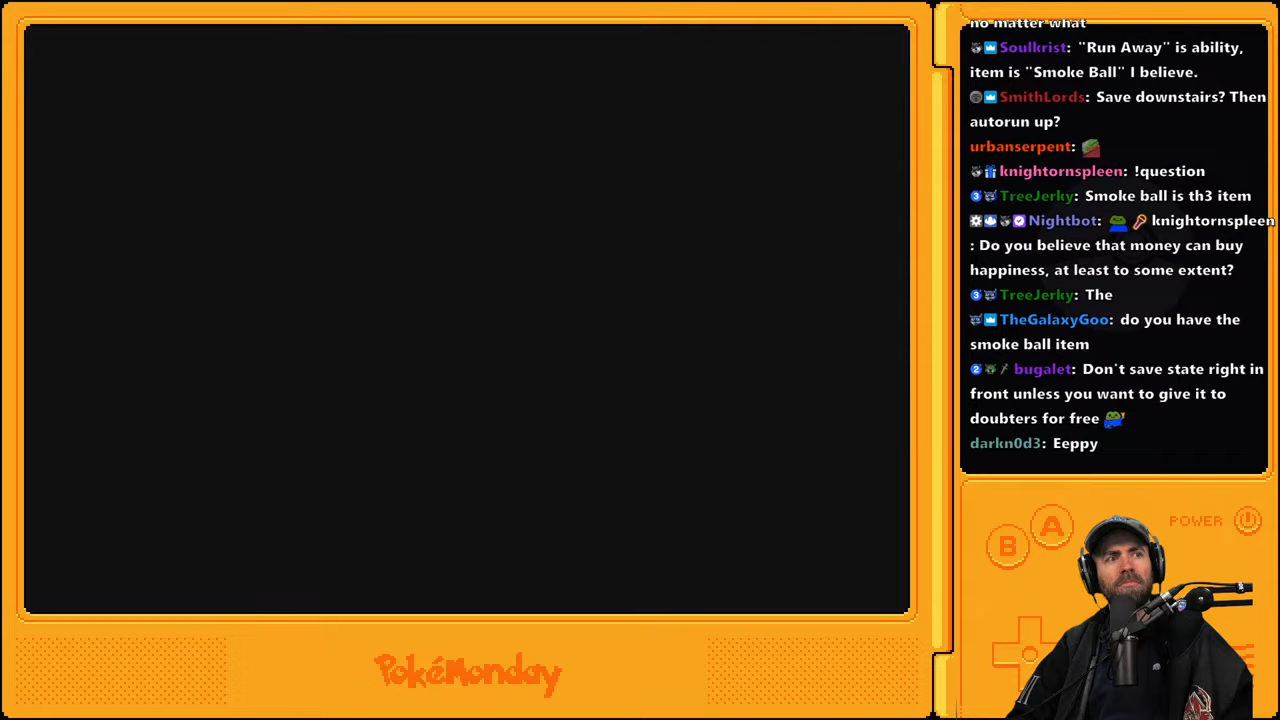 no matter what
Soulkrist: "Run Away" is ability,
item is "Smoke Ball" I believe.
SmithLords: Save downstairs? Then
autorun up?
urbanserpent:
knightornspleen: !question
3 TreeJerky: Smoke ball is th3 item
Nightbot: knightornspleen
: Do you believe that money can buy
happiness, at least to some extent?
3 TreeJerky: The
TheGalaxyGoo: do you have the
smoke ball item
2 bugalet: Don't save state right in
front unless you want to give it to
doubters for free
darkn0d3: Eeppy
POWER
A
B
PokéMonday